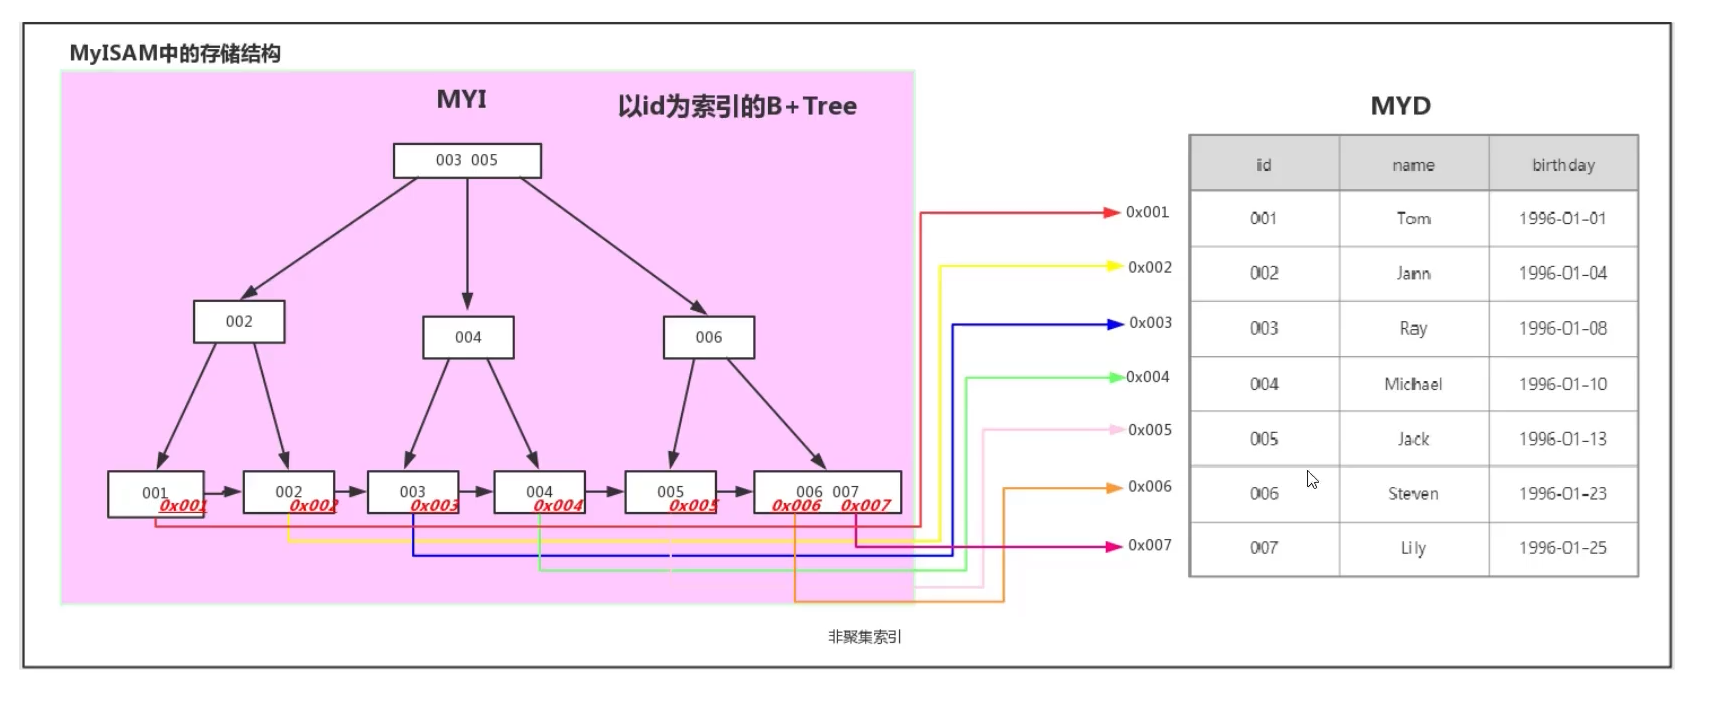 MyISAM中的存储结构
MYI
以id为索引的B+Tree
MYD
003 005
id name birthday
001 Tom 1996-01-01
0x001
002 Jann 1996-01-04
0x002
003 Ray 1996-01-08
0x003
002
004
006
004 Michael 1996-01-10
0x004
005 Jack 1996-01-13
0x005
006 Steven 1996-01-23
0x006
007 Lily 1996-01-25
0x007
001 002 003 004 005 006 007
0x001 0x002 0x003 0x004 0x005 0x006 0x007
非聚集索引